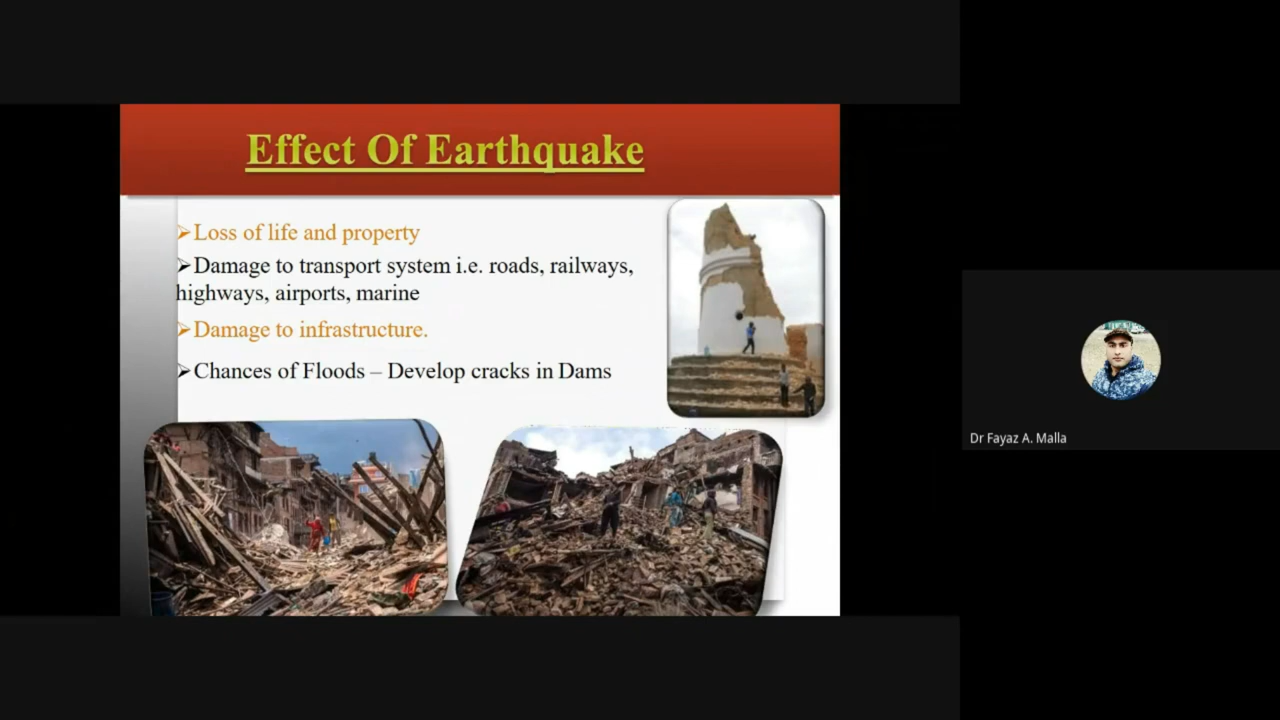 Effect Of Earthquake
➢Loss of life and property
➢Damage to transport system i.e. roads, railways,
highways, airports, marine
➢Damage to infrastructure.
➢Chances of Floods – Develop cracks in Dams
Dr Fayaz A. Malla